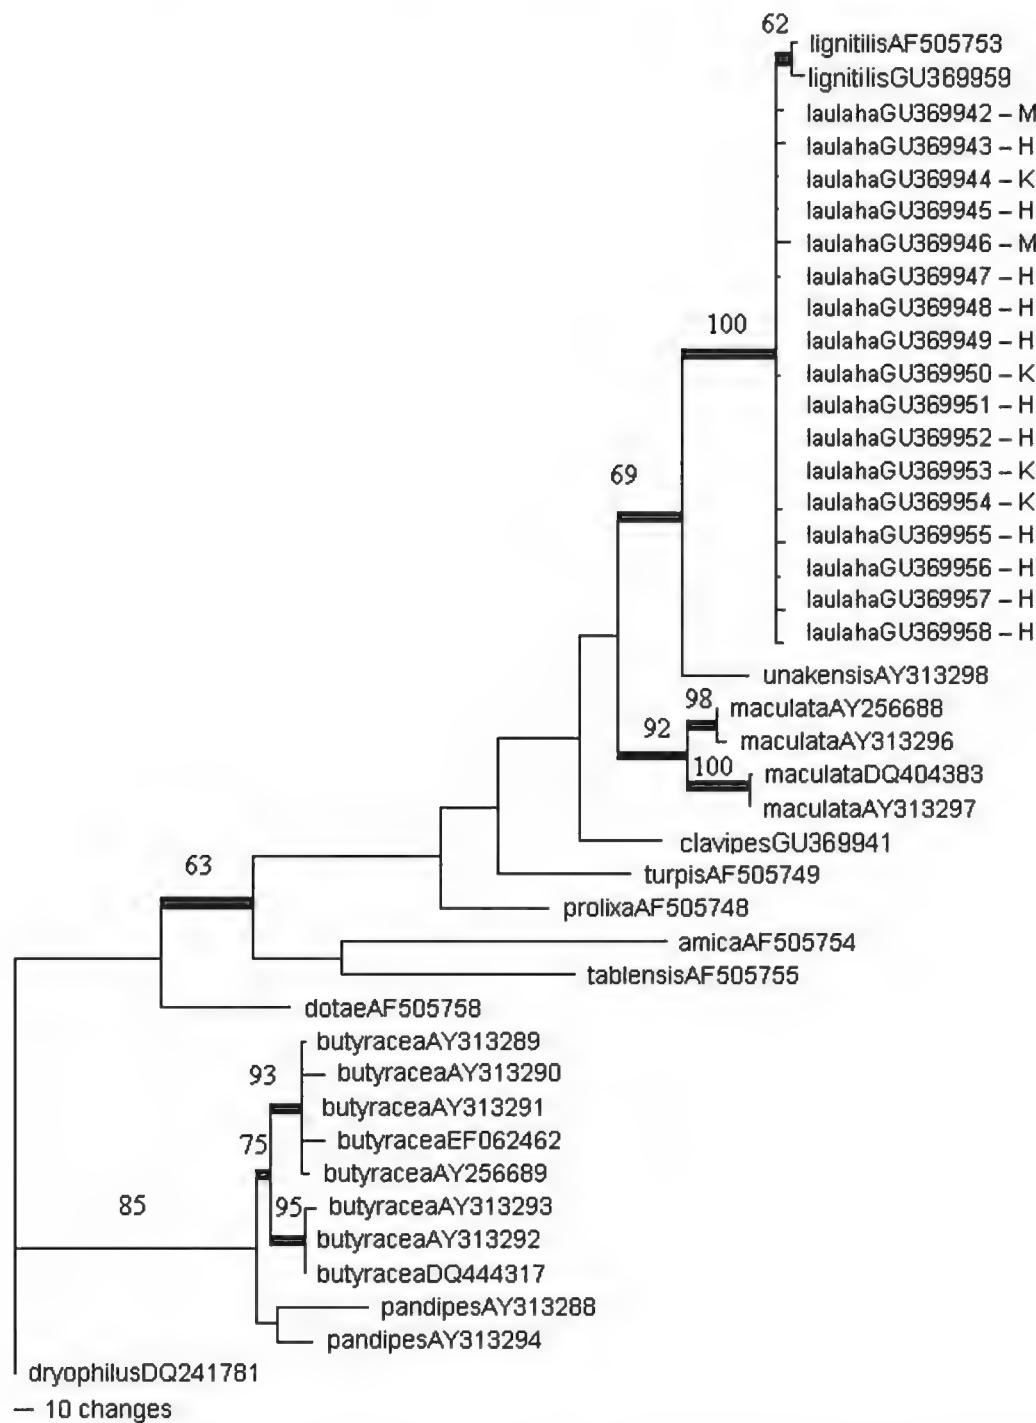 62
lignitilisAF505753
lignitilisGU369959
laulahaGU369942 – M
laulahaGU369943 – H
laulahaGU369944 – K
laulahaGU369945 – H
laulahaGU369946 – M
laulahaGU369947 – H
laulahaGU369948 – H
100
laulahaGU369949 – H
laulahaGU369950 – K
laulahaGU369951 – H
laulahaGU369952 – H
69
laulahaGU369953 – K
laulahaGU369954 – K
laulahaGU369955 – H
laulahaGU369956 – H
laulahaGU369957 – H
laulahaGU369958 – H
unakensisAY313298
98
maculataAY256688
92
maculataAY313296
100
maculataDQ404383
maculataAY313297
clavipesGU369941
63
turpisAF505749
prolixaAF505748
amicaAF505754
tablensisAF505755
dotaeAF505758
butyraceaAY313289
93
butyraceaAY313290
butyraceaAY313291
75
butyraceaEF062462
butyraceaAY256689
85
95
butyraceaAY313293
butyraceaAY313292
butyraceaDQ444317
pandipesAY313288
pandipesAY313294
dryophilusDQ241781
— 10 changes